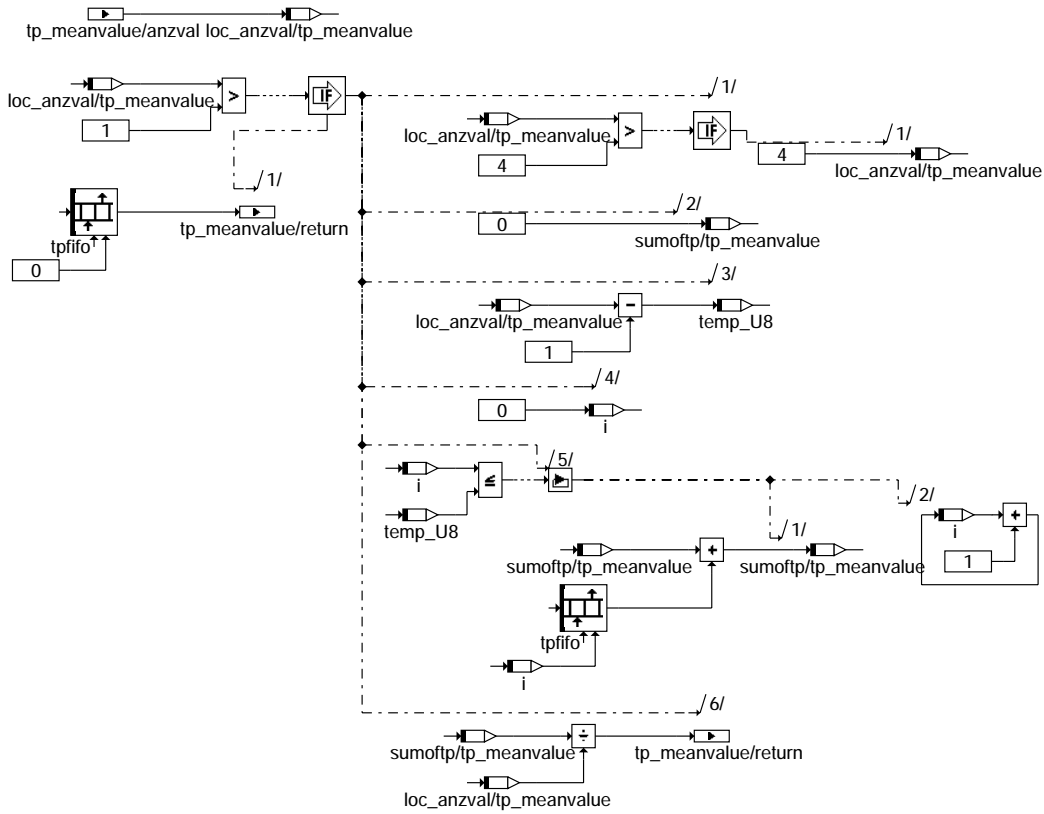 tp_meanvalue/anzval loc_anzval/tp_meanvalue
IF
/1/
loc_anzval/tp_meanvalue
>
1
loc_anzval/tp_meanvalue
>
4
IF
/1/
4
loc_anzval/tp_meanvalue
/1/
tpfifo
tp_meanvalue/return
0
/2/
0
sumoftp/tp_meanvalue
/3/
loc_anzval/tp_meanvalue
-
temp_U8
1
/4/
0
i
/5/
i
≤
temp_U8
/2/
i
+
1
/1/
sumoftp/tp_meanvalue
+
sumoftp/tp_meanvalue
tpfifo
i
/6/
sumoftp/tp_meanvalue
÷
tp_meanvalue/return
loc_anzval/tp_meanvalue